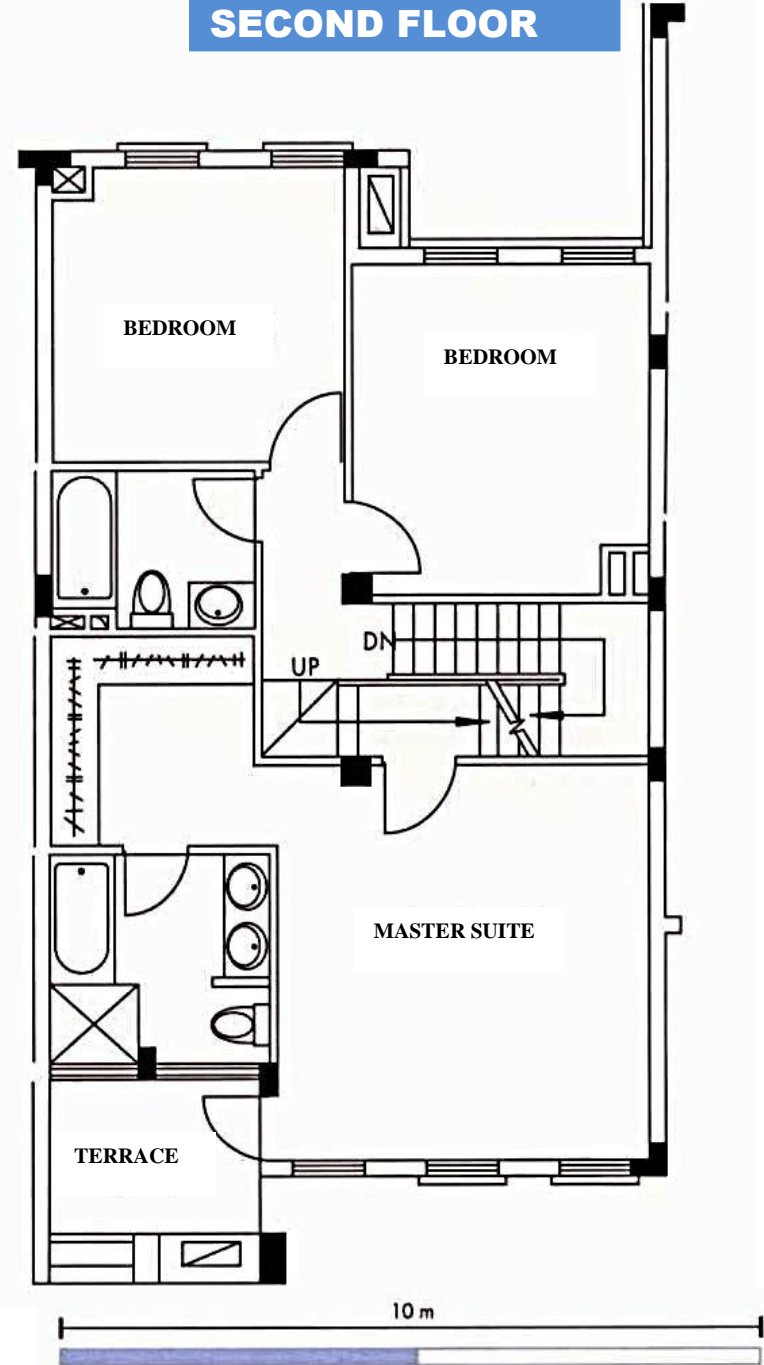 SECOND FLOOR
BEDROOM
BEDROOM
DN
UP
MASTER SUITE
TERRACE
10 m